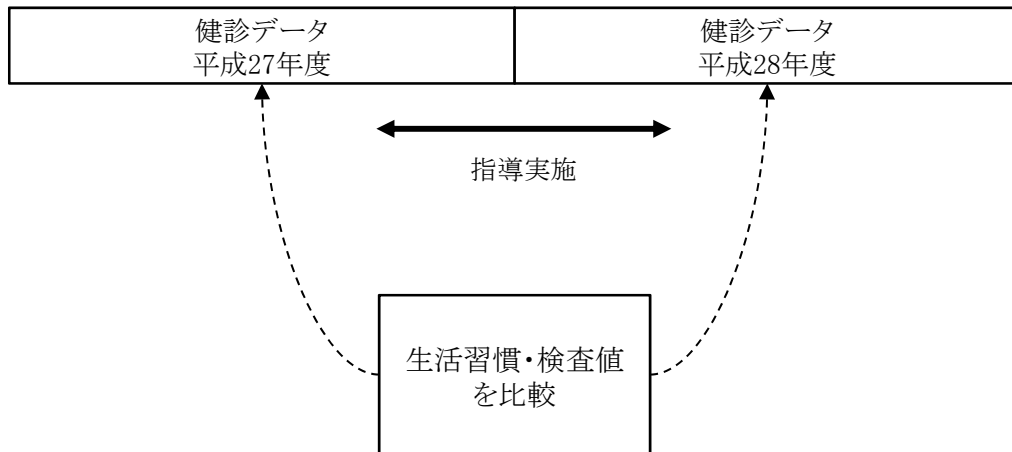 健診データ
平成27年度
健診データ
平成28年度
指導実施
生活習慣・検査値
を比較